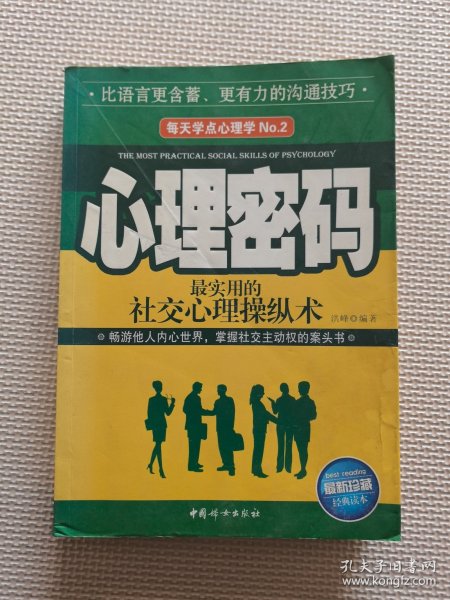 ·比语言更含蓄、更有力的沟通技巧·
每天学点心理学 No.2
THE MOST PRACTICAL SOCIAL SKILLS OF PSYCHOLOGY
心理密码
最实用的
社交心理操纵术
洪峰◎编著
畅游他人内心世界，掌握社交主动权的案头书
best reading
最新珍藏
经典读本
中国妇女出版社
孔夫子旧书网
www.kongfz.com